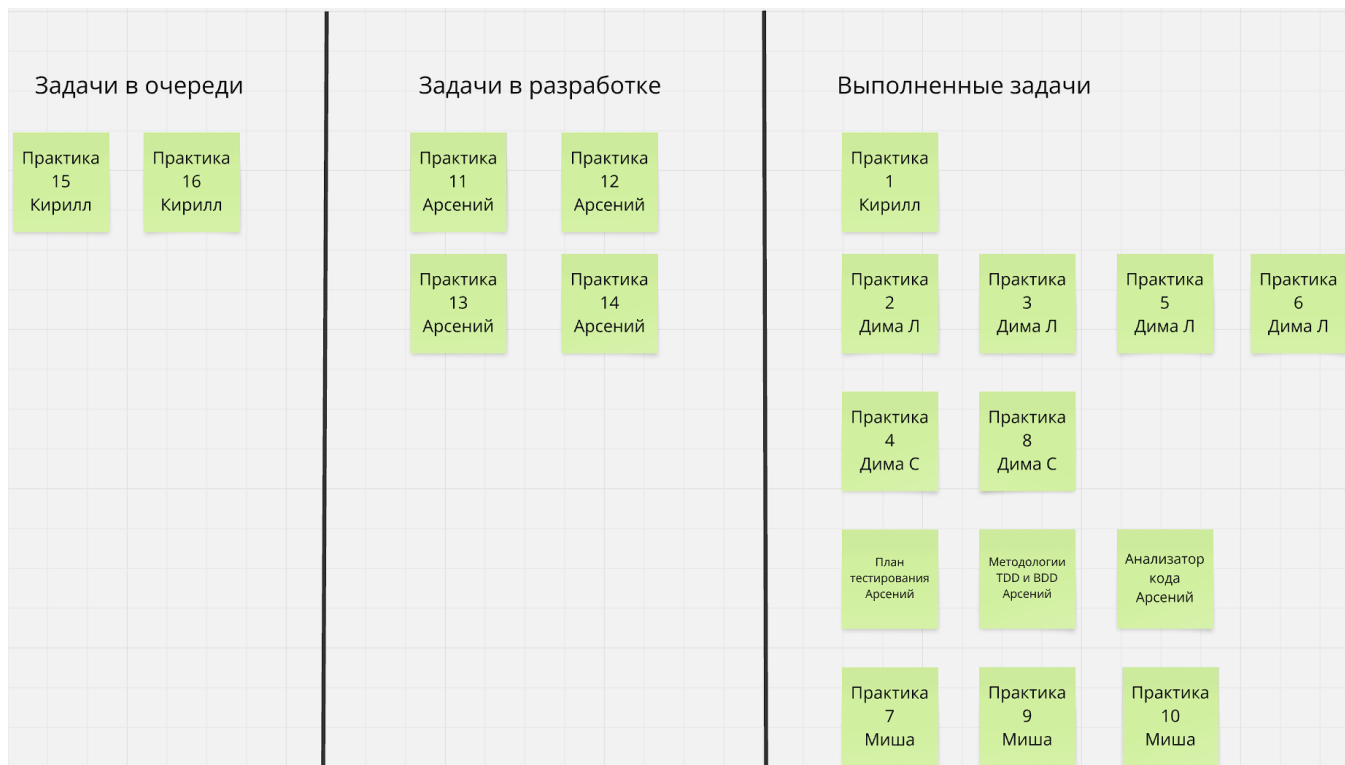 Задачи в очереди
Практика
15
Кирилл
Практика
16
Кирилл
Задачи в разработке
Практика
11
Арсений
Практика
12
Арсений
Практика
13
Арсений
Практика
14
Арсений
Выполненные задачи
Практика
1
Кирилл
Практика
2
Дима Л
Практика
3
Дима Л
Практика
5
Дима Л
Практика
6
Дима Л
Практика
4
Дима С
Практика
8
Дима С
План
тестирования
Арсений
Методологии
TDD и BDD
Арсений
Анализатор
кода
Арсений
Практика
7
Миша
Практика
9
Миша
Практика
10
Миша